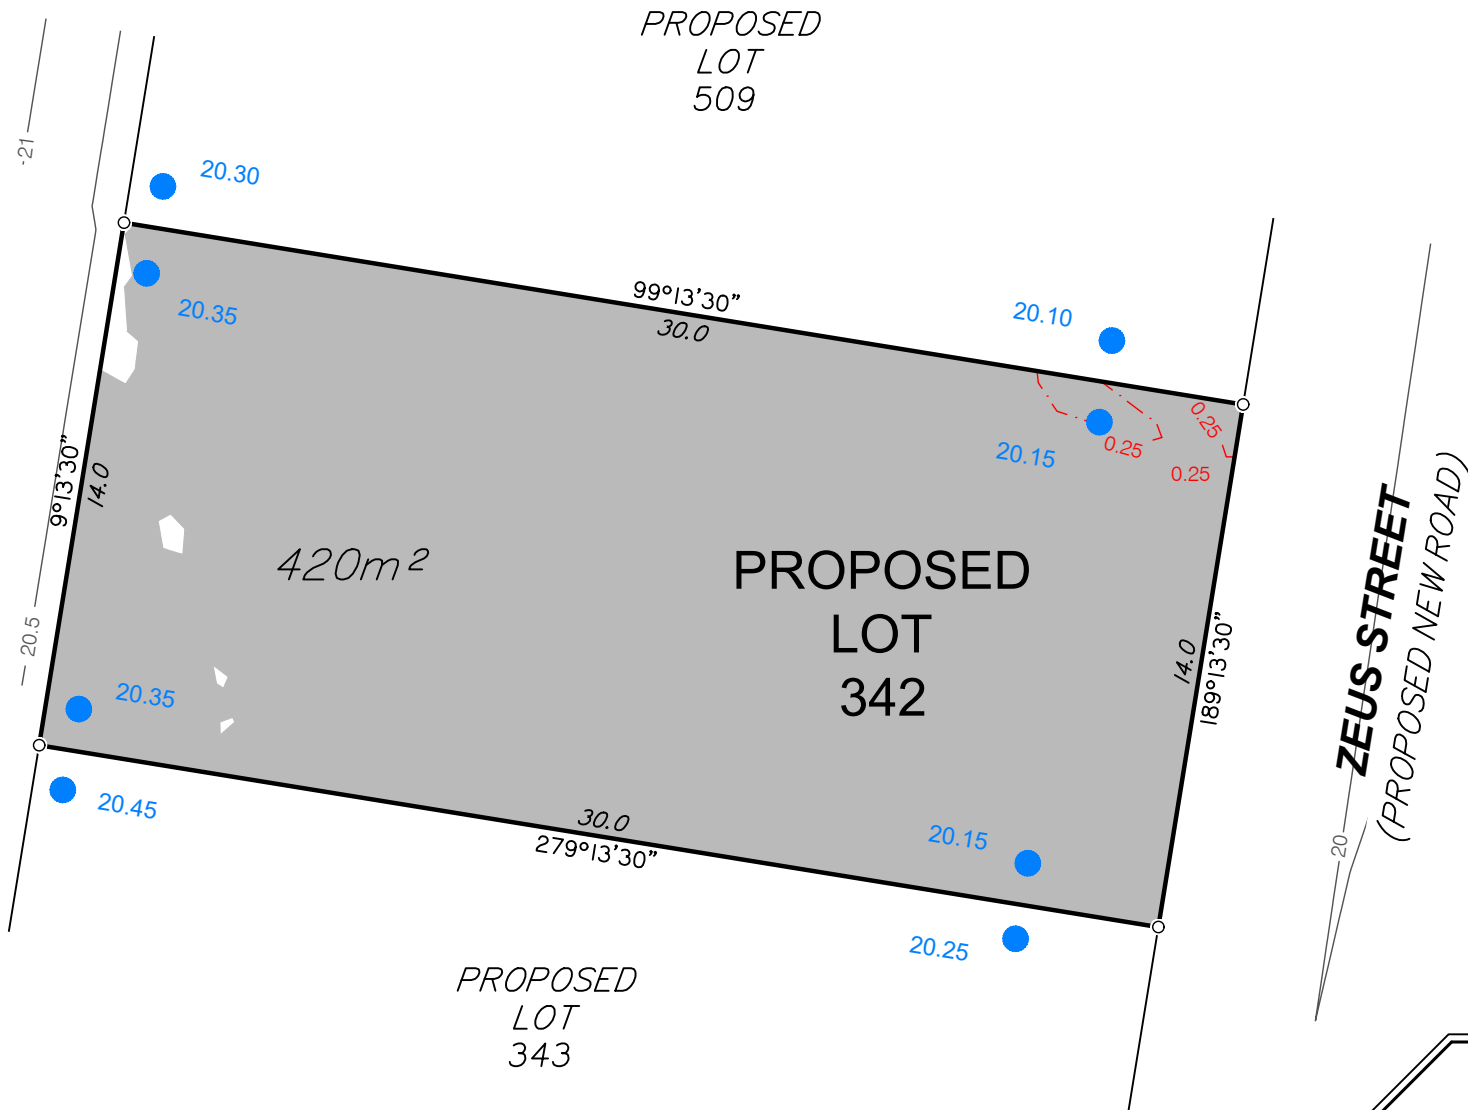 PROPOSED
LOT
509
-21
20.30
20.35
99°13'30"
30.0
20.10
20.15
0.25
0.25
0.25
9°13'30"
14.0
420m²
PROPOSED
LOT
342
14.0
189°13'30"
ZEUS STREET
(PROPOSED NEW ROAD)
20.5
20.35
20.45
30.0
279°13'30"
20.15
20.25
20
PROPOSED
LOT
343